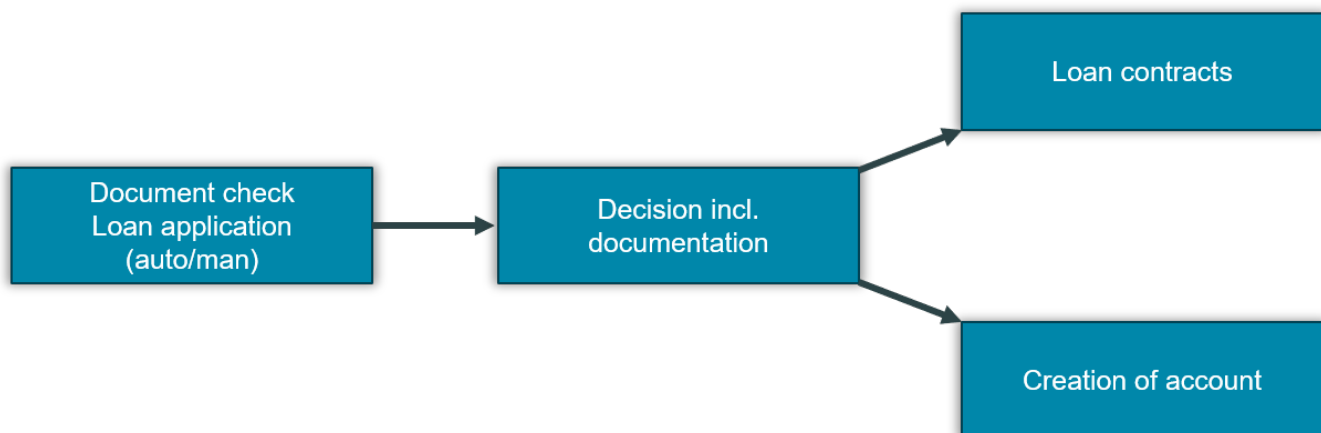 Document check
Loan application
(auto/man)
Decision incl.
documentation
Loan contracts
Creation of account